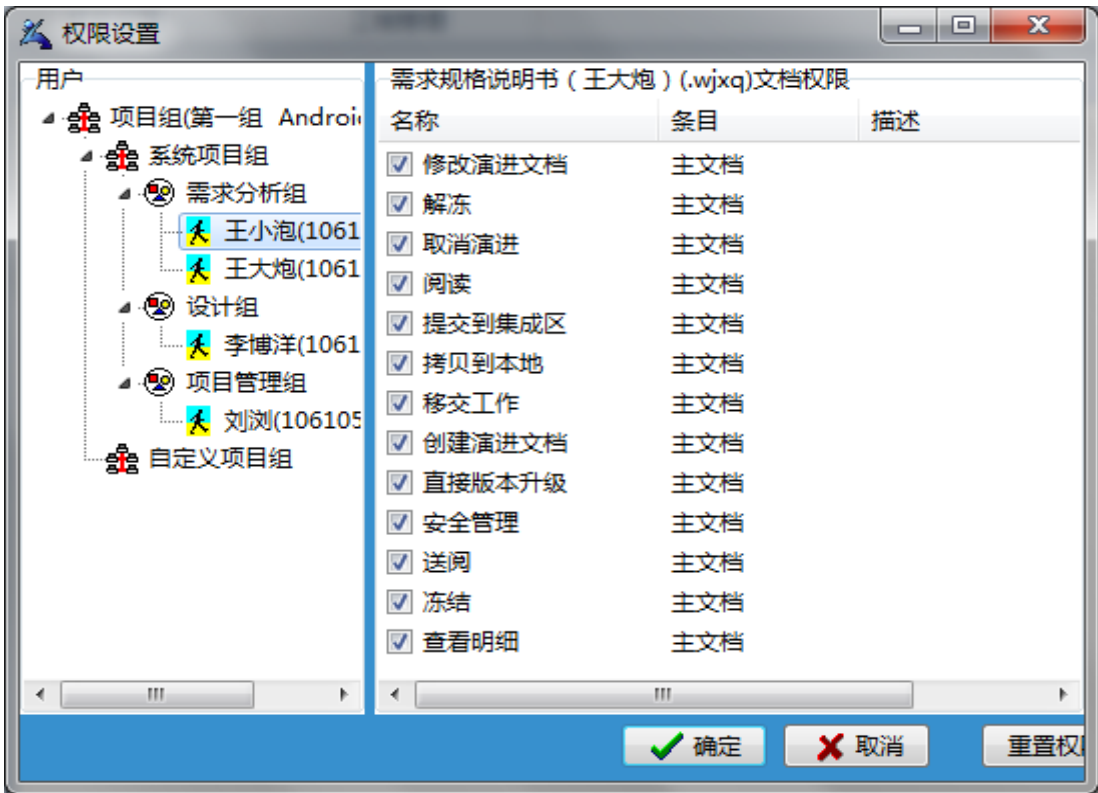 权限设置
用户
项目组(第一组 Androi
系统项目组
需求分析组
王小泡(1061
王大炮(1061
设计组
李博洋(1061
项目管理组
刘浏(106105
自定义项目组
需求规格说明书（王大炮）(.wjxq)文档权限
名称 条目 描述
修改演进文档 主文档
解冻 主文档
取消演进 主文档
阅读 主文档
提交到集成区 主文档
拷贝到本地 主文档
移交工作 主文档
创建演进文档 主文档
直接版本升级 主文档
安全管理 主文档
送阅 主文档
冻结 主文档
查看明细 主文档
确定 取消 重置权